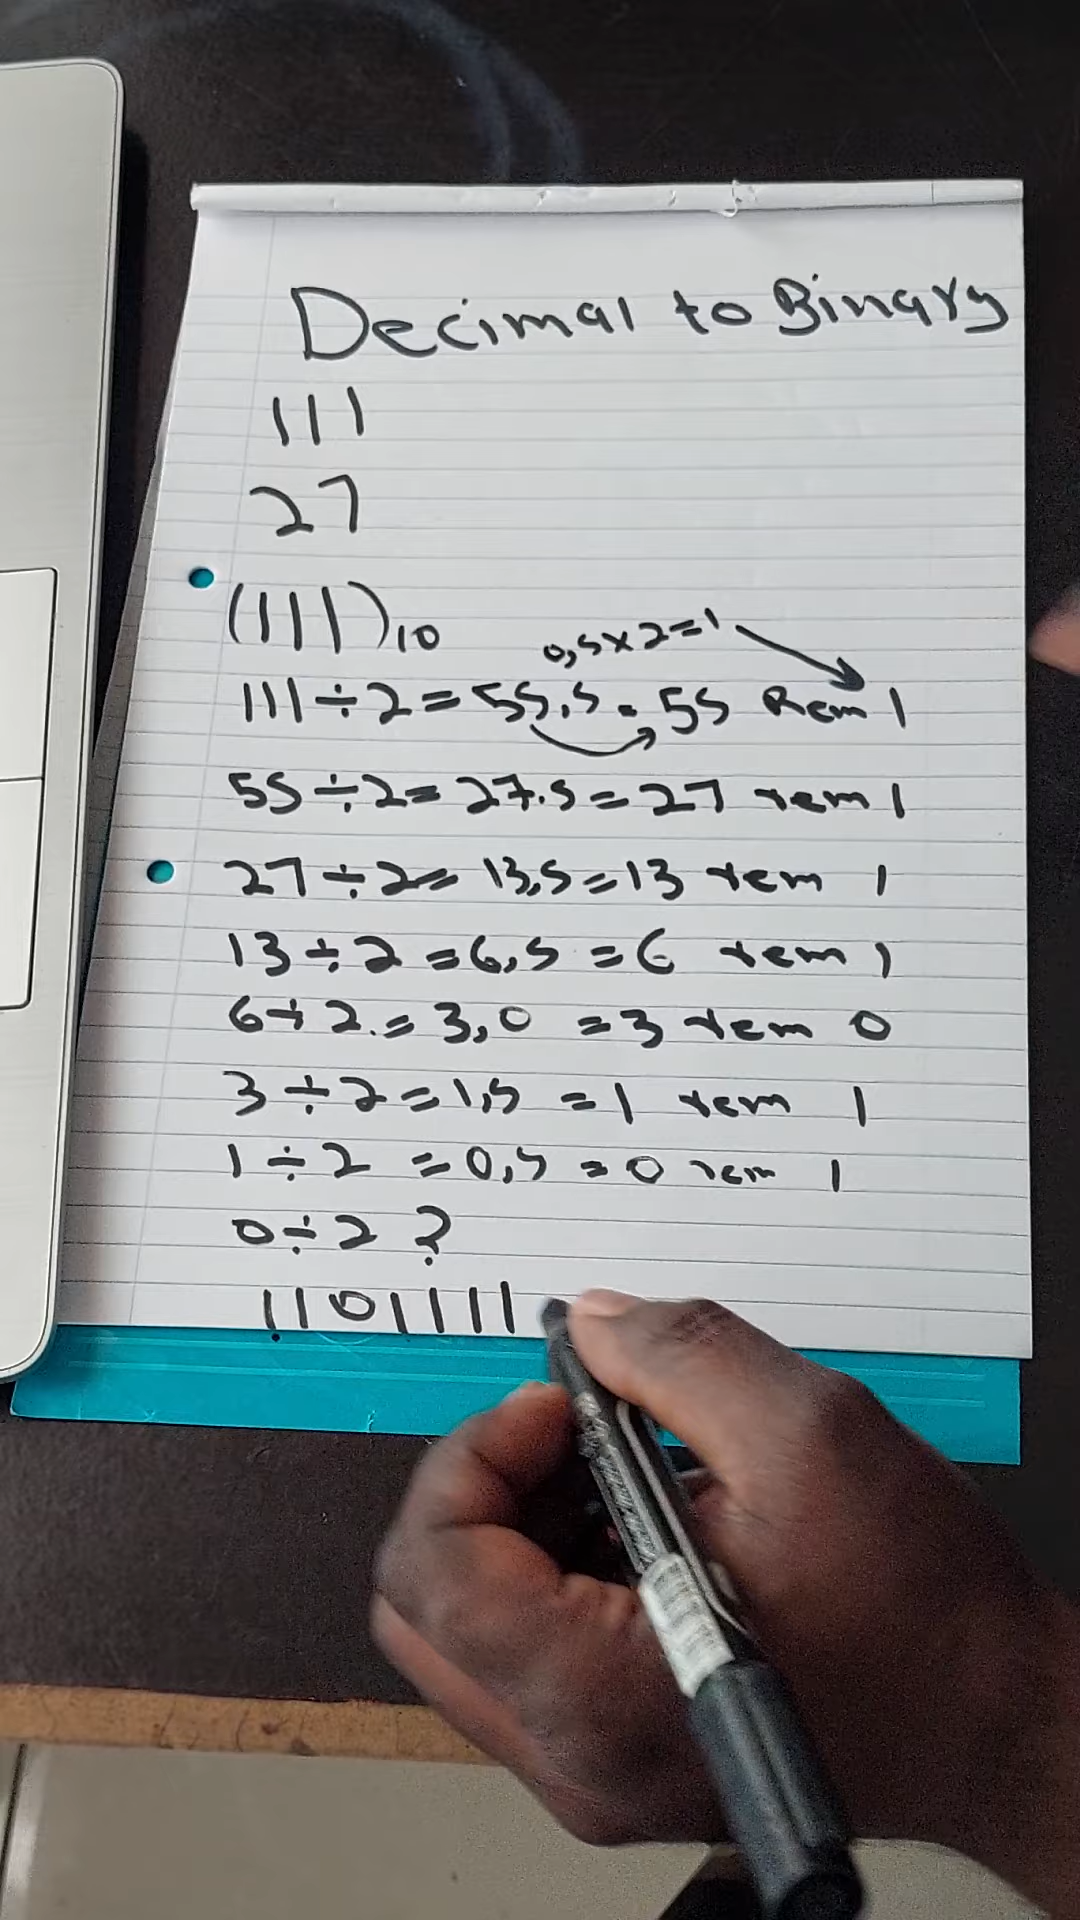 Decimal to Binary
111
27
(111)10
0,5×2=1
111÷2=55.5=55 Rem 1
55÷2=27.5=27 rem 1
27÷2=13,5=13 rem 1
13÷2=6,5=6 rem 1
6÷2.=3,0=3 rem 0
3÷2=1,5=1 rem 1
1÷2=0,5=0 rem 1
0÷2?
1101111